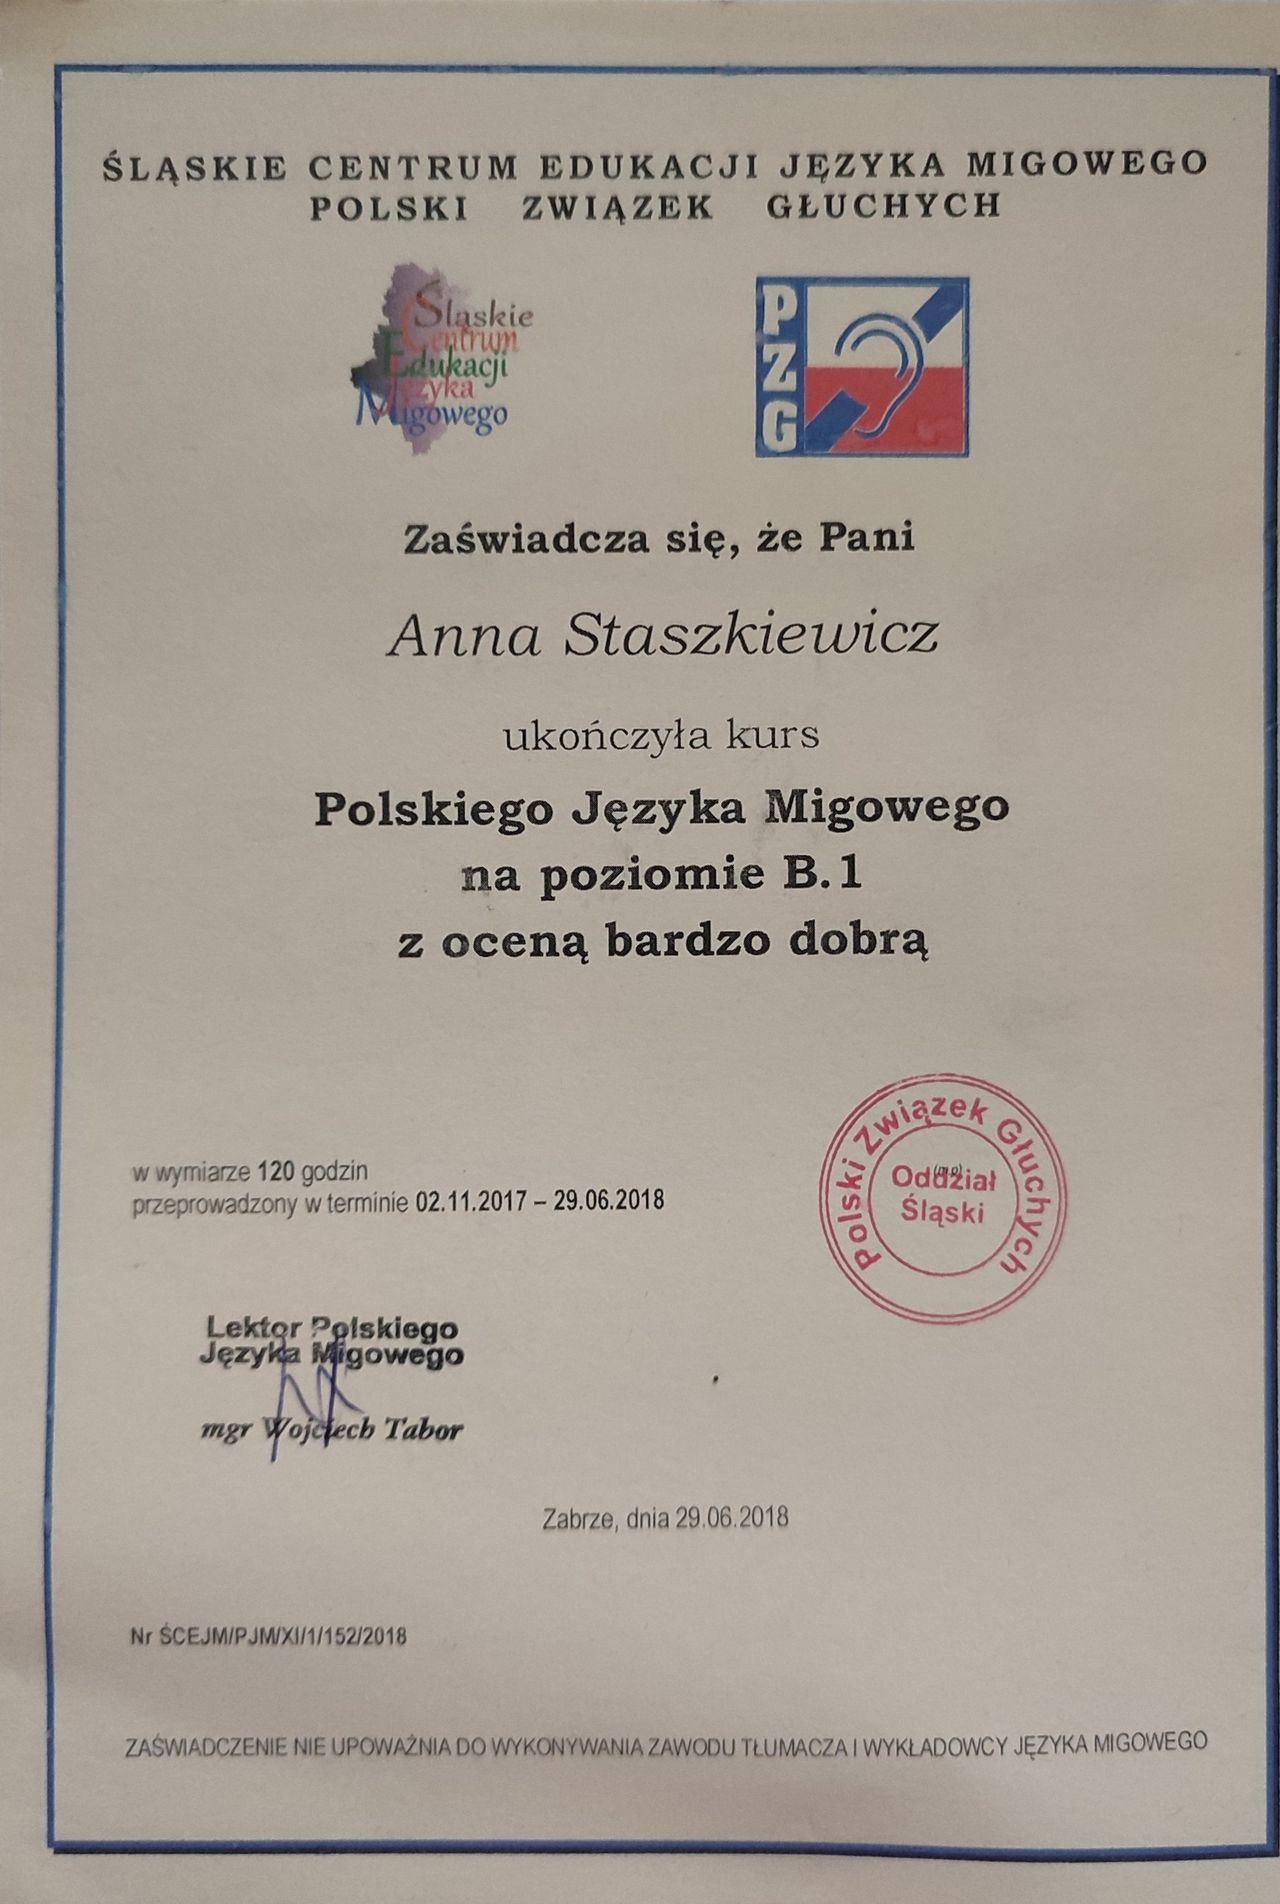 ŚLĄSKIE CENTRUM EDUKACJI JĘZYKA MIGOWEGO
POLSKI ZWIĄZEK GŁUCHYCH
Śląskie
Centrum
Edukacji
Języka
Migowego
PZG
Zaświadcza się, że Pani
Anna Staszkiewicz
ukończyła kurs
Polskiego Języka Migowego
na poziomie B.1
z oceną bardzo dobrą
w wymiarze 120 godzin
przeprowadzony w terminie 02.11.2017 – 29.06.2018
Polski Związek Głuchych
Oddział
Śląski
Lektor Polskiego
Języka Migowego
mgr Wojciech Tabor
Zabrze, dnia 29.06.2018
Nr ŚCEJM/PJM/XI/1/152/2018
ZAŚWIADCZENIE NIE UPOWAŻNIA DO WYKONYWANIA ZAWODU TŁUMACZA I WYKŁADOWCY JĘZYKA MIGOWEGO